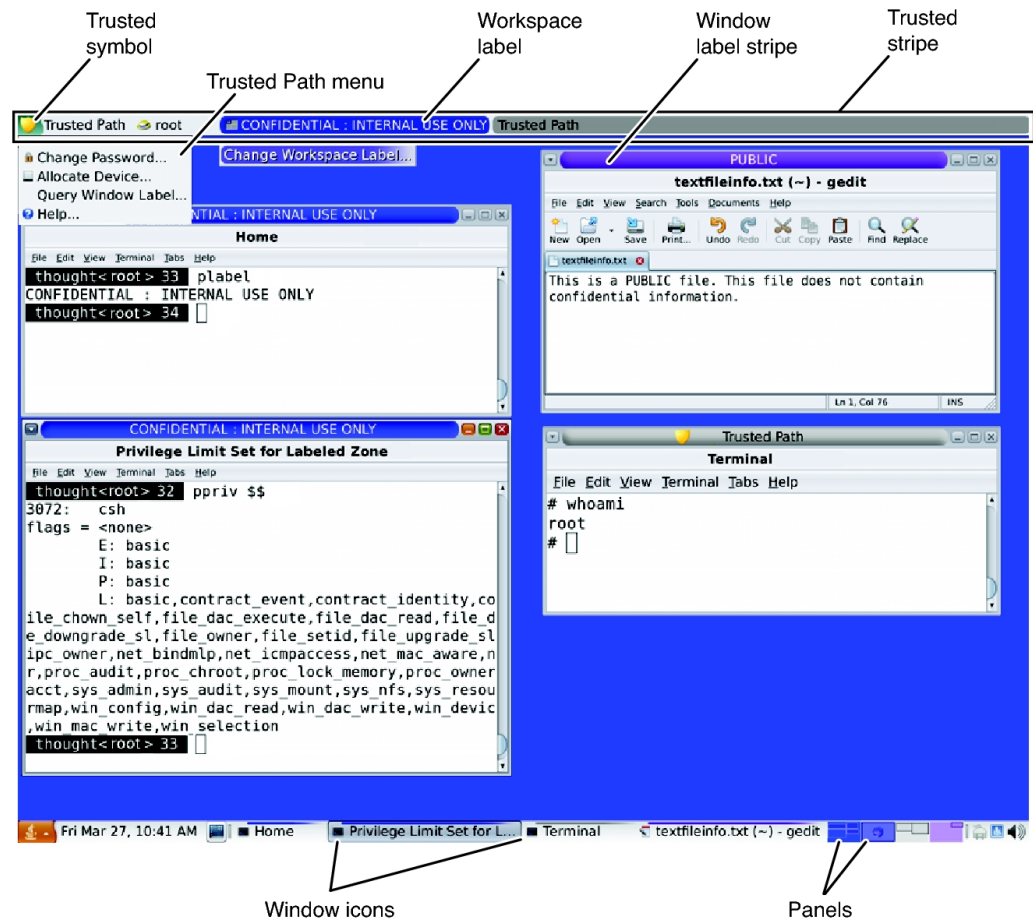 Trusted
symbol
Workspace
label
Window
label stripe
Trusted
stripe
Trusted Path menu
Trusted Path root CONFIDENTIAL : INTERNAL USE ONLY Trusted Path
Change Workspace Label...
Change Password...
Allocate Device...
Query Window Label...
Help...
NTIAL : INTERNAL USE ONLY
Home
File Edit View Terminal Tabs Help
thought<root> 33 plabel
CONFIDENTIAL : INTERNAL USE ONLY
thought<root> 34
PUBLIC
textfileinfo.txt (~) - gedit
File Edit View Search Tools Documents Help
New Open Save Print... Undo Redo Cut Copy Paste Find Replace
textfileinfo.txt
This is a PUBLIC file. This file does not contain
confidential information.
Ln 1, Col 76 INS
CONFIDENTIAL : INTERNAL USE ONLY
Privilege Limit Set for Labeled Zone
File Edit View Terminal Tabs Help
thought<root> 32 ppriv $$
3072: csh
flags = <none>
E: basic
I: basic
P: basic
L: basic,contract_event,contract_identity,co
ile_chown_self,file_dac_execute,file_dac_read,file_d
e_downgrade_sl,file_owner,file_setid,file_upgrade_sl
ipc_owner,net_bindmlp,net_icmpaccess,net_mac_aware,n
r,proc_audit,proc_chroot,proc_lock_memory,proc_owner
acct,sys_admin,sys_audit,sys_mount,sys_nfs,sys_resou
rmap,win_config,win_dac_read,win_dac_write,win_devic
,win_mac_write,win_selection
thought<root> 33
Trusted Path
Terminal
File Edit View Terminal Tabs Help
# whoami
root
#
Fri Mar 27, 10:41 AM Home Privilege Limit Set for L... Terminal textfileinfo.txt (~) - gedit
Window icons
Panels